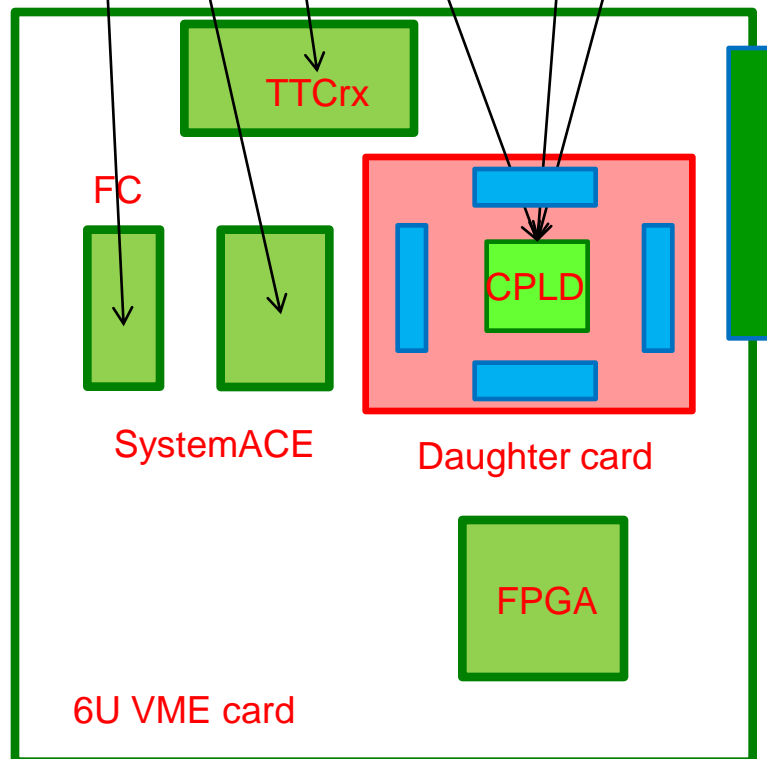 TTCrx
FC
CPLD
SystemACE
Daughter card
FPGA
6U VME card